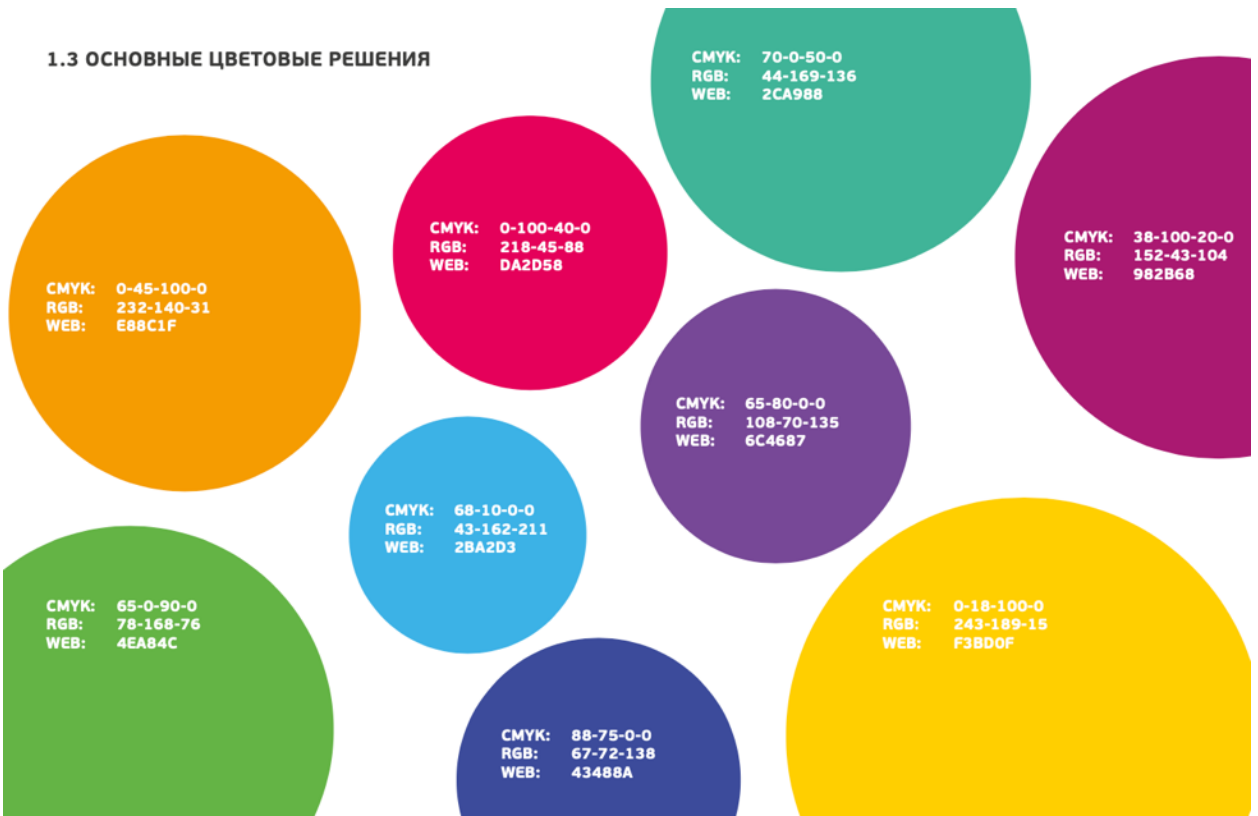 1.3 ОСНОВНЫЕ ЦВЕТОВЫЕ РЕШЕНИЯ
CMYK: 70-0-50-0
RGB: 44-169-136
WEB: 2CA988
CMYK: 0-100-40-0
RGB: 218-45-88
WEB: DA2D58
CMYK: 38-100-20-0
RGB: 152-43-104
WEB: 982B68
CMYK: 0-45-100-0
RGB: 232-140-31
WEB: E88C1F
CMYK: 65-80-0-0
RGB: 108-70-135
WEB: 6C4687
CMYK: 68-10-0-0
RGB: 43-162-211
WEB: 2BA2D3
CMYK: 65-0-90-0
RGB: 78-168-76
WEB: 4EA84C
CMYK: 0-18-100-0
RGB: 243-189-15
WEB: F3BD0F
CMYK: 88-75-0-0
RGB: 67-72-138
WEB: 43488A